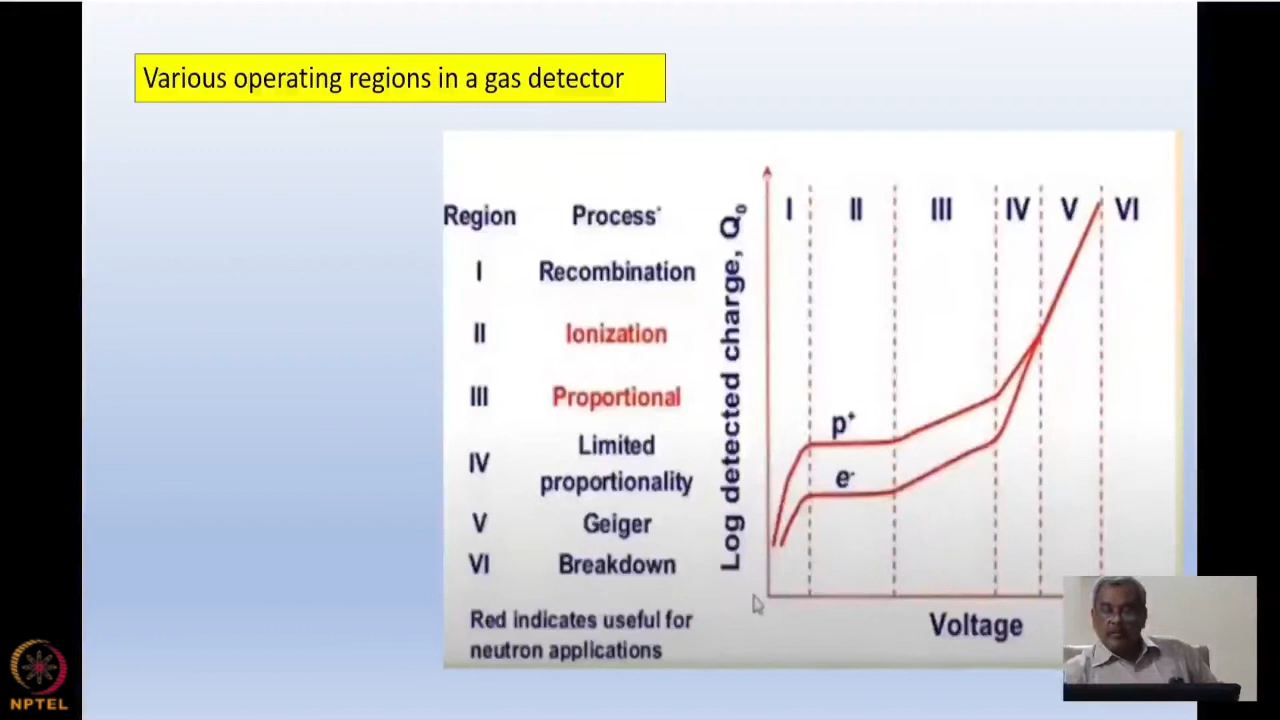 Various operating regions in a gas detector
Region Process*
I Recombination
II Ionization
III Proportional
IV Limited proportionality
V Geiger
VI Breakdown
Red indicates useful for
neutron applications
Log detected charge, Q₀
I II III IV V VI
p⁺
e⁻
Voltage
NPTEL